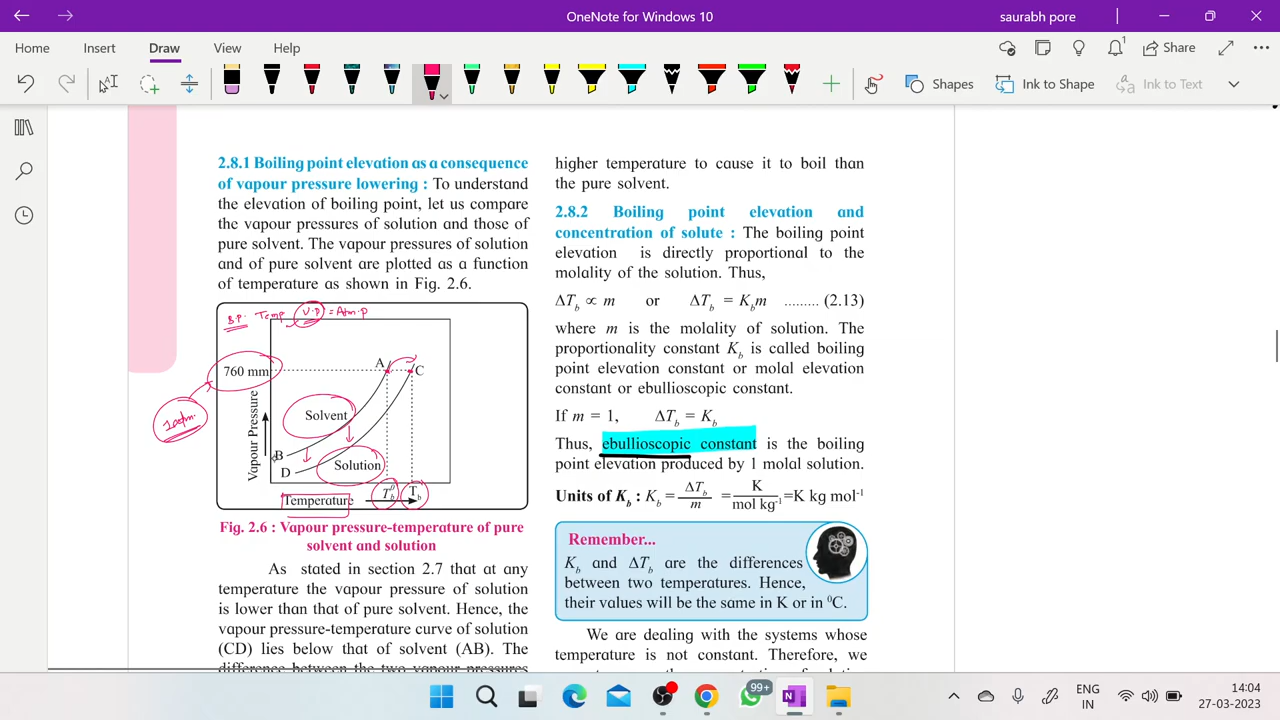 OneNote for Windows 10
saurabh pore
Home
Insert
Draw
View
Help
1
Share
Shapes
Ink to Shape
Ink to Text
2.8.1 Boiling point elevation as a consequence
of vapour pressure lowering : To understand
the elevation of boiling point, let us compare
the vapour pressures of solution and those of
pure solvent. The vapour pressures of solution
and of pure solvent are plotted as a function
of temperature as shown in Fig. 2.6.
B.P. Temp V.P = Atm.p
760 mm
A
C
Vapour Pressure
Solvent
B
D
Solution
Temperature
T⁰b
Tb
Fig. 2.6 : Vapour pressure-temperature of pure
solvent and solution
As stated in section 2.7 that at any
temperature the vapour pressure of solution
is lower than that of pure solvent. Hence, the
vapour pressure-temperature curve of solution
(CD) lies below that of solvent (AB). The
difference between the two vapour pressures
higher temperature to cause it to boil than
the pure solvent.
2.8.2 Boiling point elevation and
concentration of solute : The boiling point
elevation is directly proportional to the
molality of the solution. Thus,
ΔTb ∝ m or ΔTb = Kbm ......... (2.13)
where m is the molality of solution. The
proportionality constant Kb is called boiling
point elevation constant or molal elevation
constant or ebullioscopic constant.
If m = 1, ΔTb = Kb
Thus, ebullioscopic constant is the boiling
point elevation produced by 1 molal solution.
Units of Kb : Kb = ΔTb/m = K/mol kg⁻¹ =K kg mol⁻¹
Remember...
Kb and ΔTb are the differences
between two temperatures. Hence,
their values will be the same in K or in ⁰C.
We are dealing with the systems whose
temperature is not constant. Therefore, we
99+
ENG
IN
14:04
27-03-2023